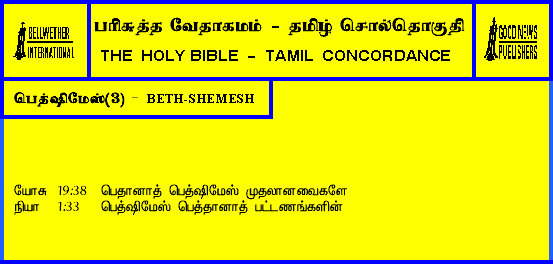 BELLWETHER
INTERNATIONAL
பரிசுத்த வேதாகமம் - தமிழ் சொல்தொகுதி
THE HOLY BIBLE - TAMIL CONCORDANCE
GOOD NEWS
PUBLISHERS
பெத்ஷிமேஸ்(3) - BETH-SHEMESH
யோசு 19:38 பெதானாத் பெத்ஷிமேஸ் முதலானவைகளே
நியா 1:33 பெத்ஷிமேஸ் பெத்தானாத் பட்டணங்களின்